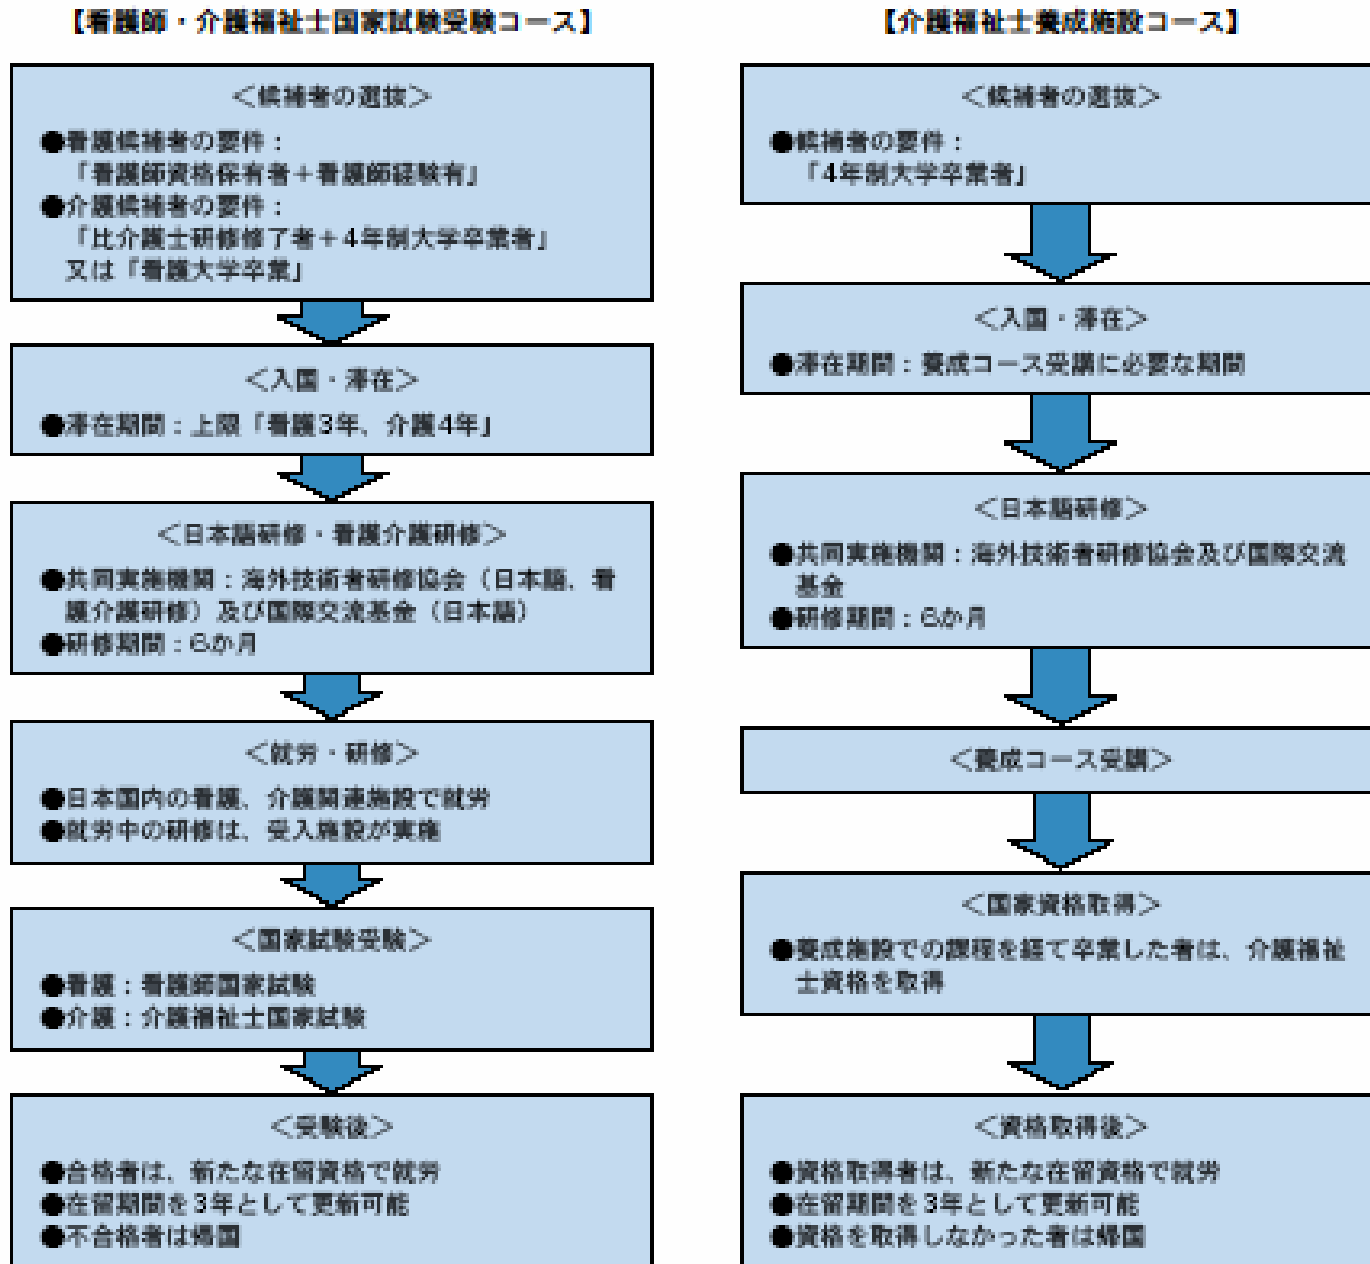 【看護師・介護福祉士国家試験受験コース】
＜候補者の選抜＞
●看護候補者の要件：
「看護師資格保有者＋看護師経験有」
●介護候補者の要件：
「比介護士研修修了者＋4年制大学卒業者」
又は「看護大学卒業」
＜入国・滞在＞
●滞在期間：上限「看護3年、介護4年」
＜日本語研修・看護介護研修＞
●共同実施機関：海外技術者研修協会（日本語、看
護介護研修）及び国際交流基金（日本語）
●研修期間：6か月
＜就労・研修＞
●日本国内の看護、介護関連施設で就労
●就労中の研修は、受入施設が実施
＜国家試験受験＞
●看護：看護師国家試験
●介護：介護福祉士国家試験
＜受験後＞
●合格者は、新たな在留資格で就労
●在留期間を3年として更新可能
●不合格者は帰国
【介護福祉士養成施設コース】
＜候補者の選抜＞
●候補者の要件：
「4年制大学卒業者」
＜入国・滞在＞
●滞在期間：養成コース受講に必要な期間
＜日本語研修＞
●共同実施機関：海外技術者研修協会及び国際交流
基金
●研修期間：6か月
＜養成コース受講＞
＜国家資格取得＞
●養成施設での課程を経て卒業した者は、介護福祉
士資格を取得
＜資格取得後＞
●資格取得者は、新たな在留資格で就労
●在留期間を3年として更新可能
●資格を取得しなかった者は帰国